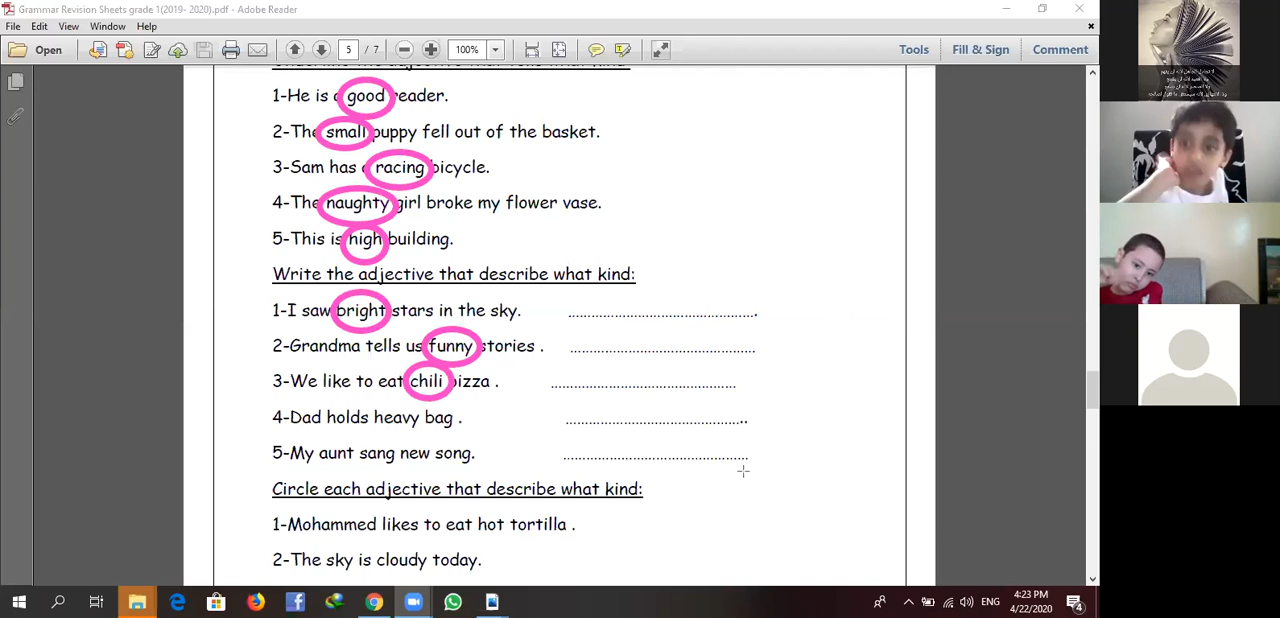 Grammar Revision Sheets grade 1(2019- 2020).pdf - Adobe Reader
File Edit View Window Help
Open 5 / 7 100% Tools Fill & Sign Comment
1-He is a good reader.
2-The small puppy fell out of the basket.
3-Sam has a racing bicycle.
4-The naughty girl broke my flower vase.
5-This is high building.
Write the adjective that describe what kind:
1-I saw bright stars in the sky. ............................................
2-Grandma tells us funny stories . ............................................
3-We like to eat chili pizza . ............................................
4-Dad holds heavy bag . ............................................
5-My aunt sang new song. ............................................
Circle each adjective that describe what kind:
1-Mohammed likes to eat hot tortilla .
2-The sky is cloudy today.
ENG
4:23 PM
4/22/2020
4